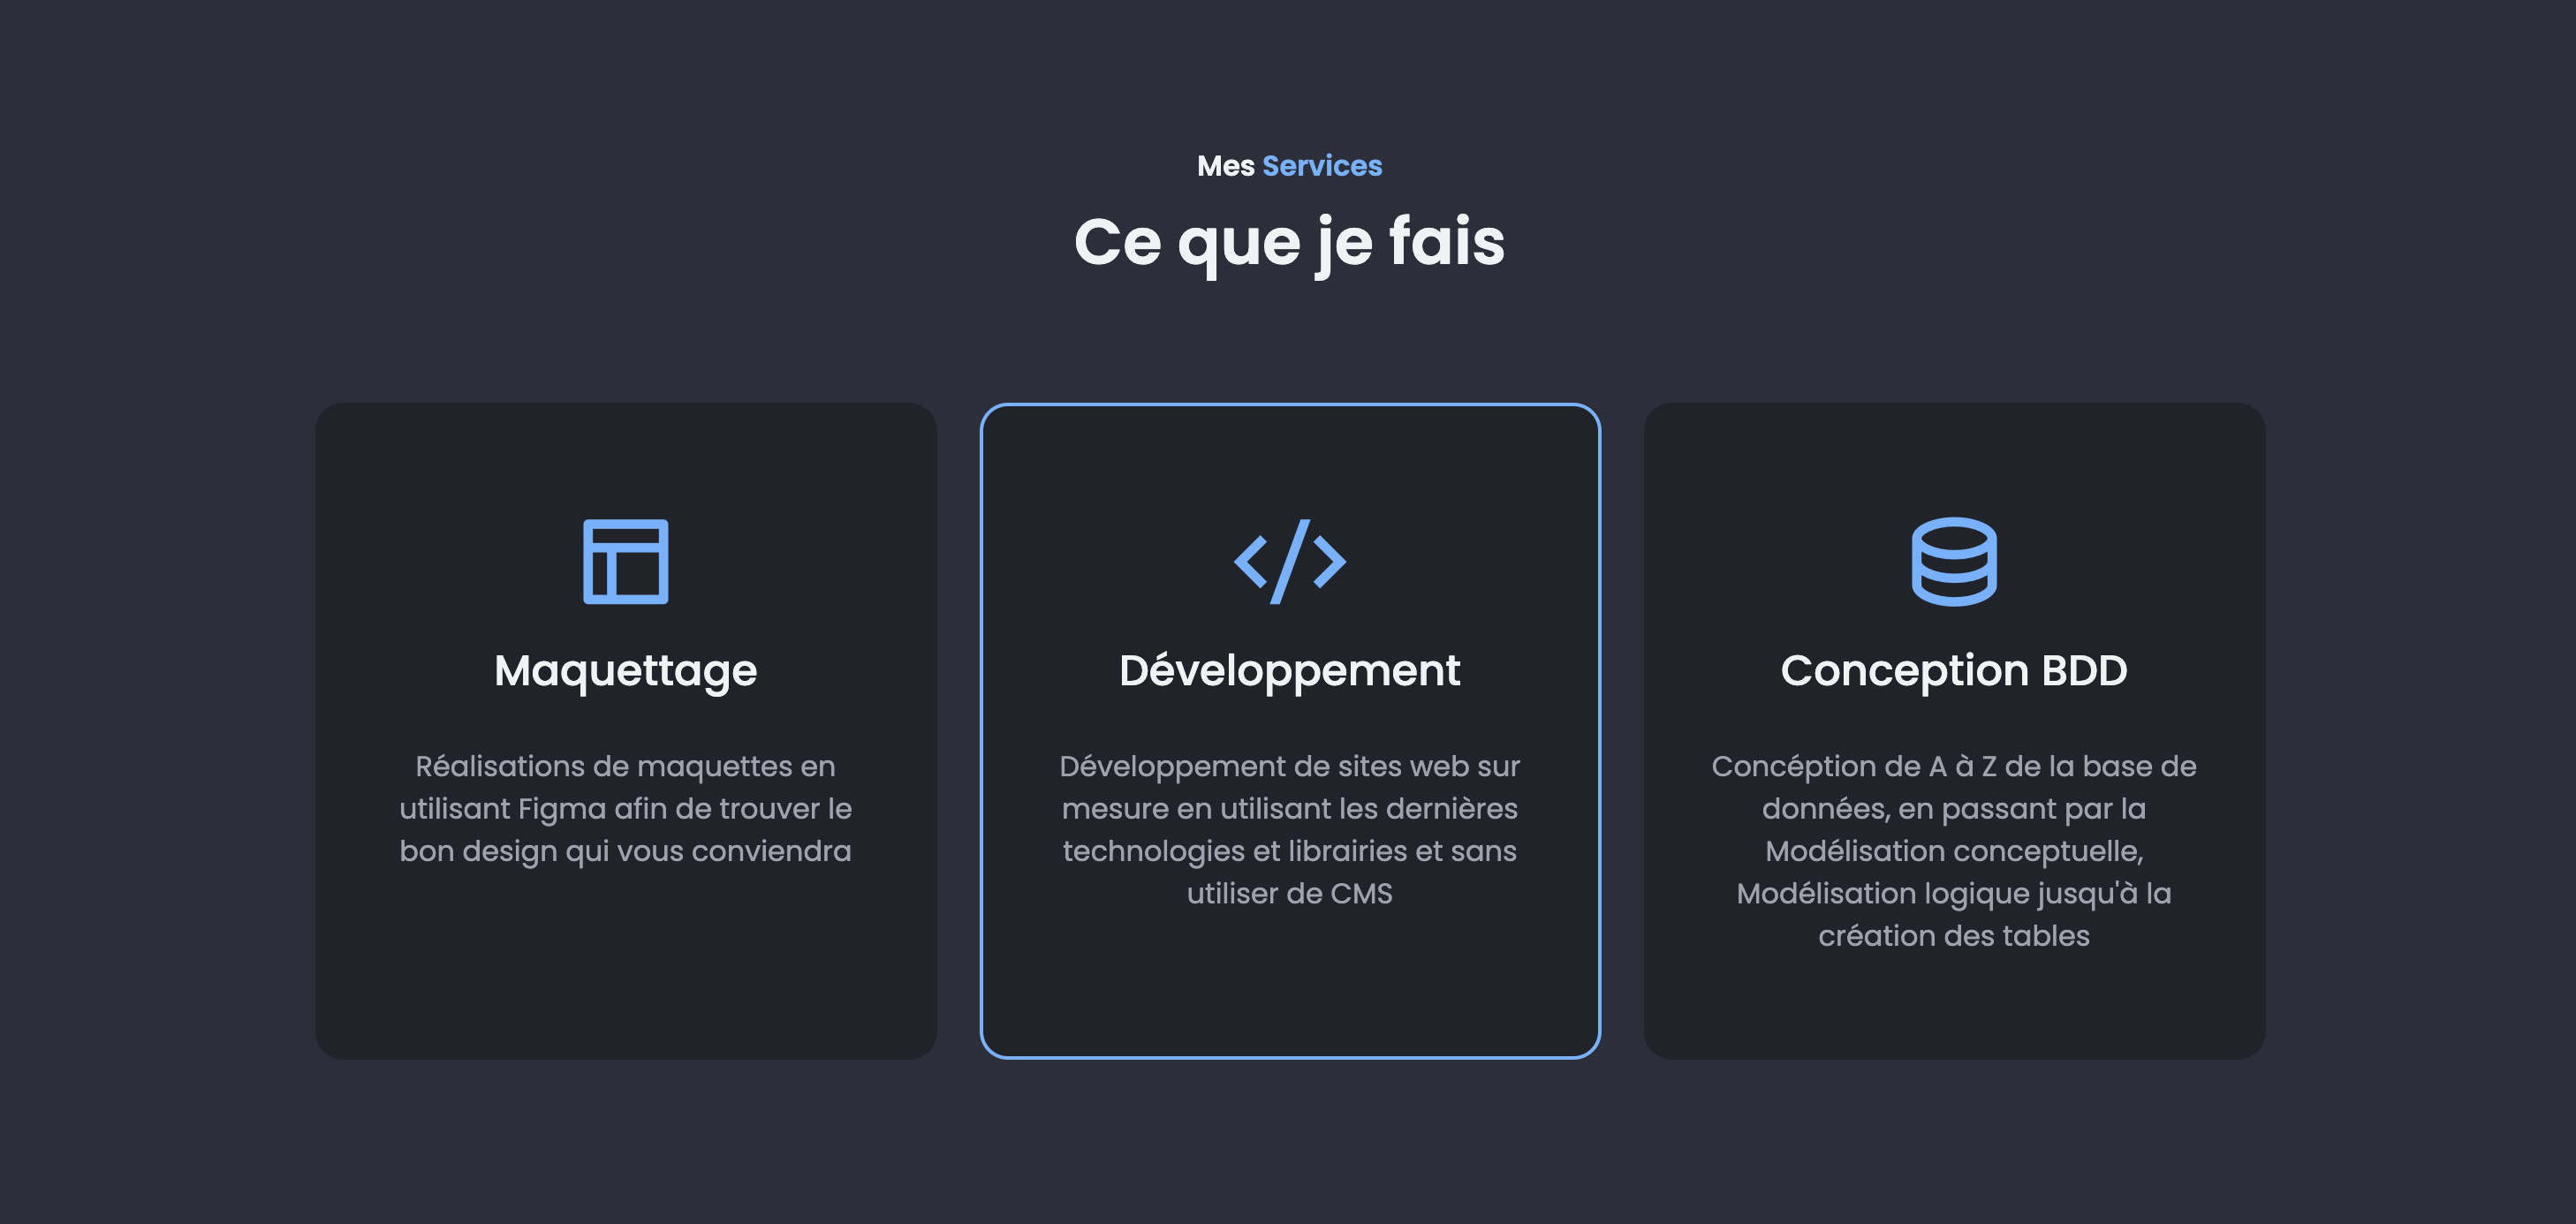 Mes Services
Ce que je fais
Maquettage
Réalisations de maquettes en
utilisant Figma afin de trouver le
bon design qui vous conviendra
Développement
Développement de sites web sur
mesure en utilisant les dernières
technologies et librairies et sans
utiliser de CMS
Conception BDD
Concéption de A à Z de la base de
données, en passant par la
Modélisation conceptuelle,
Modélisation logique jusqu'à la
création des tables